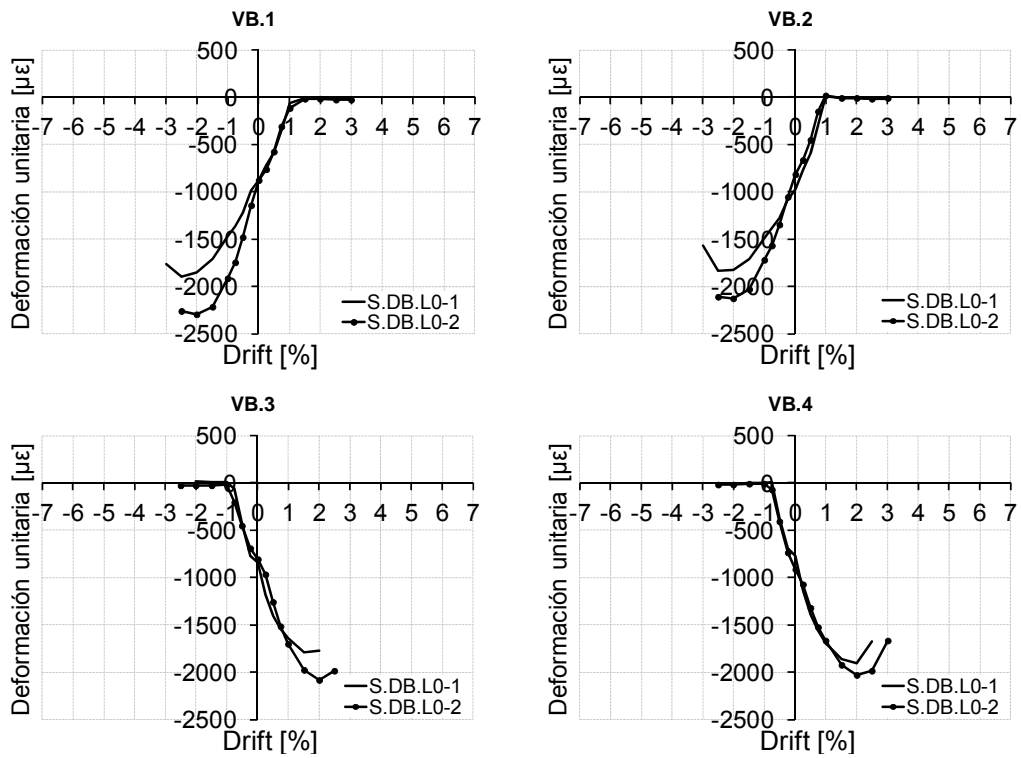 VB.1
500
0
-7 -6 -5 -4 -3 -2 -1 0 1 2 3 4 5 6 7
-500
-1000
-1500
-2000
-2500
Deformación unitaria [µε]
Drift [%]
S.DB.L0-1
S.DB.L0-2
VB.2
500
0
-7 -6 -5 -4 -3 -2 -1 0 1 2 3 4 5 6 7
-500
-1000
-1500
-2000
-2500
Deformación unitaria [µε]
Drift [%]
S.DB.L0-1
S.DB.L0-2
VB.3
500
0
-7 -6 -5 -4 -3 -2 -1 0 1 2 3 4 5 6 7
-500
-1000
-1500
-2000
-2500
Deformación unitaria [µε]
Drift [%]
S.DB.L0-1
S.DB.L0-2
VB.4
500
0
-7 -6 -5 -4 -3 -2 -1 0 1 2 3 4 5 6 7
-500
-1000
-1500
-2000
-2500
Deformación unitaria [µε]
Drift [%]
S.DB.L0-1
S.DB.L0-2